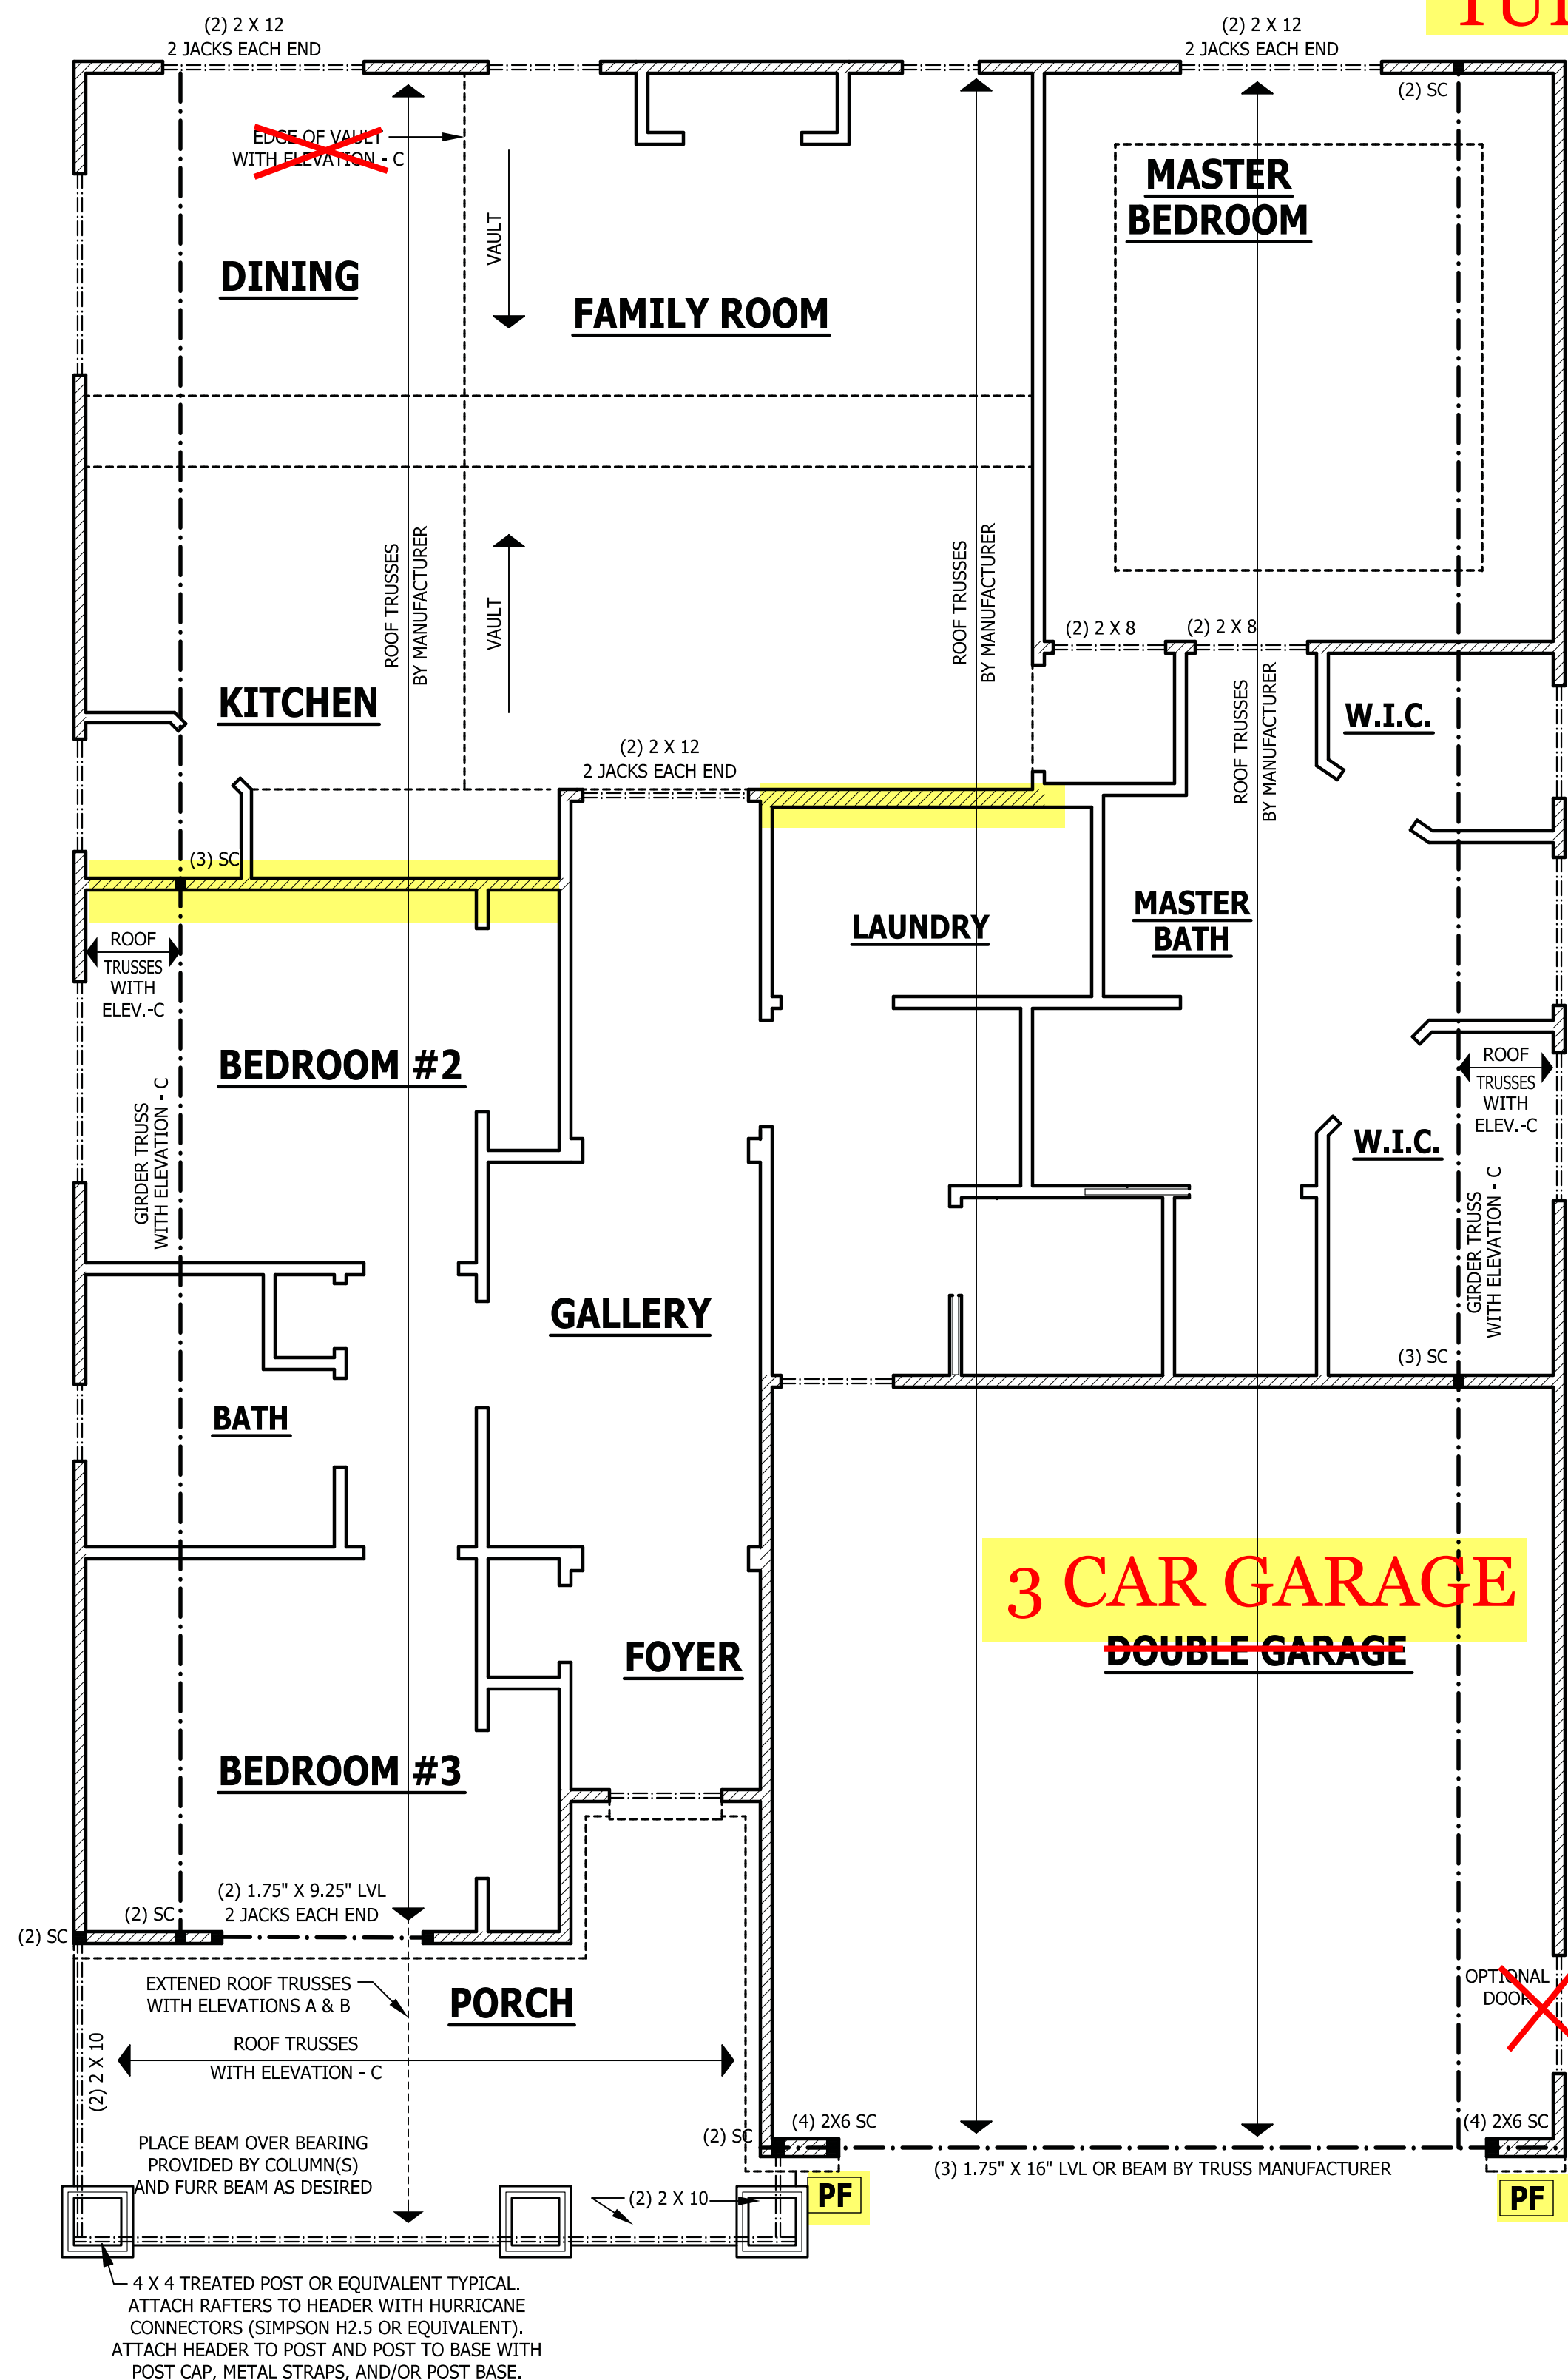 (2) 2 X 12
2 JACKS EACH END
(2) 2 X 12
2 JACKS EACH END
(2) SC
EDGE OF VAULT
WITH ELEVATION - C
MASTER
BEDROOM
VAULT
DINING
FAMILY ROOM
ROOF TRUSSES
BY MANUFACTURER
VAULT
ROOF TRUSSES
BY MANUFACTURER
(2) 2 X 8
(2) 2 X 8
ROOF TRUSSES
BY MANUFACTURER
KITCHEN
W.I.C.
(2) 2 X 12
2 JACKS EACH END
(3) SC
LAUNDRY
MASTER
BATH
ROOF
TRUSSES
WITH
ELEV.-C
BEDROOM #2
GIRDER TRUSS
WITH ELEVATION - C
ROOF
TRUSSES
WITH
ELEV.-C
W.I.C.
GIRDER TRUSS
WITH ELEVATION - C
GALLERY
(3) SC
BATH
3 CAR GARAGE
DOUBLE GARAGE
FOYER
BEDROOM #3
(2) 1.75" X 9.25" LVL
2 JACKS EACH END
(2) SC
(2) SC
EXTENED ROOF TRUSSES
WITH ELEVATIONS A & B
PORCH
OPTIONAL
DOOR
ROOF TRUSSES
WITH ELEVATION - C
(2) 2 X 10
(2) SC
(4) 2X6 SC
(4) 2X6 SC
(3) 1.75" X 16" LVL OR BEAM BY TRUSS MANUFACTURER
PLACE BEAM OVER BEARING
PROVIDED BY COLUMN(S)
AND FURR BEAM AS DESIRED
(2) 2 X 10
PF
PF
4 X 4 TREATED POST OR EQUIVALENT TYPICAL.
ATTACH RAFTERS TO HEADER WITH HURRICANE
CONNECTORS (SIMPSON H2.5 OR EQUIVALENT).
ATTACH HEADER TO POST AND POST TO BASE WITH
POST CAP, METAL STRAPS, AND/OR POST BASE.